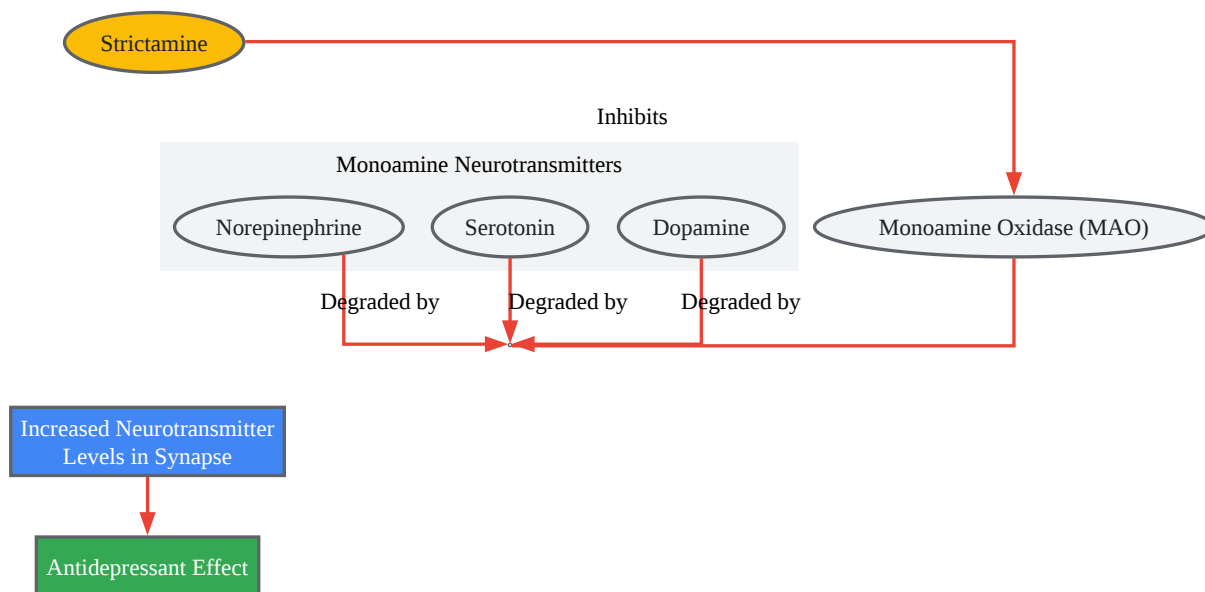 Strictamine
Inhibits
Monoamine Neurotransmitters
Norepinephrine
Serotonin
Dopamine
Monoamine Oxidase (MAO)
Degraded by
Degraded by
Degraded by
Increased Neurotransmitter
Levels in Synapse
Antidepressant Effect